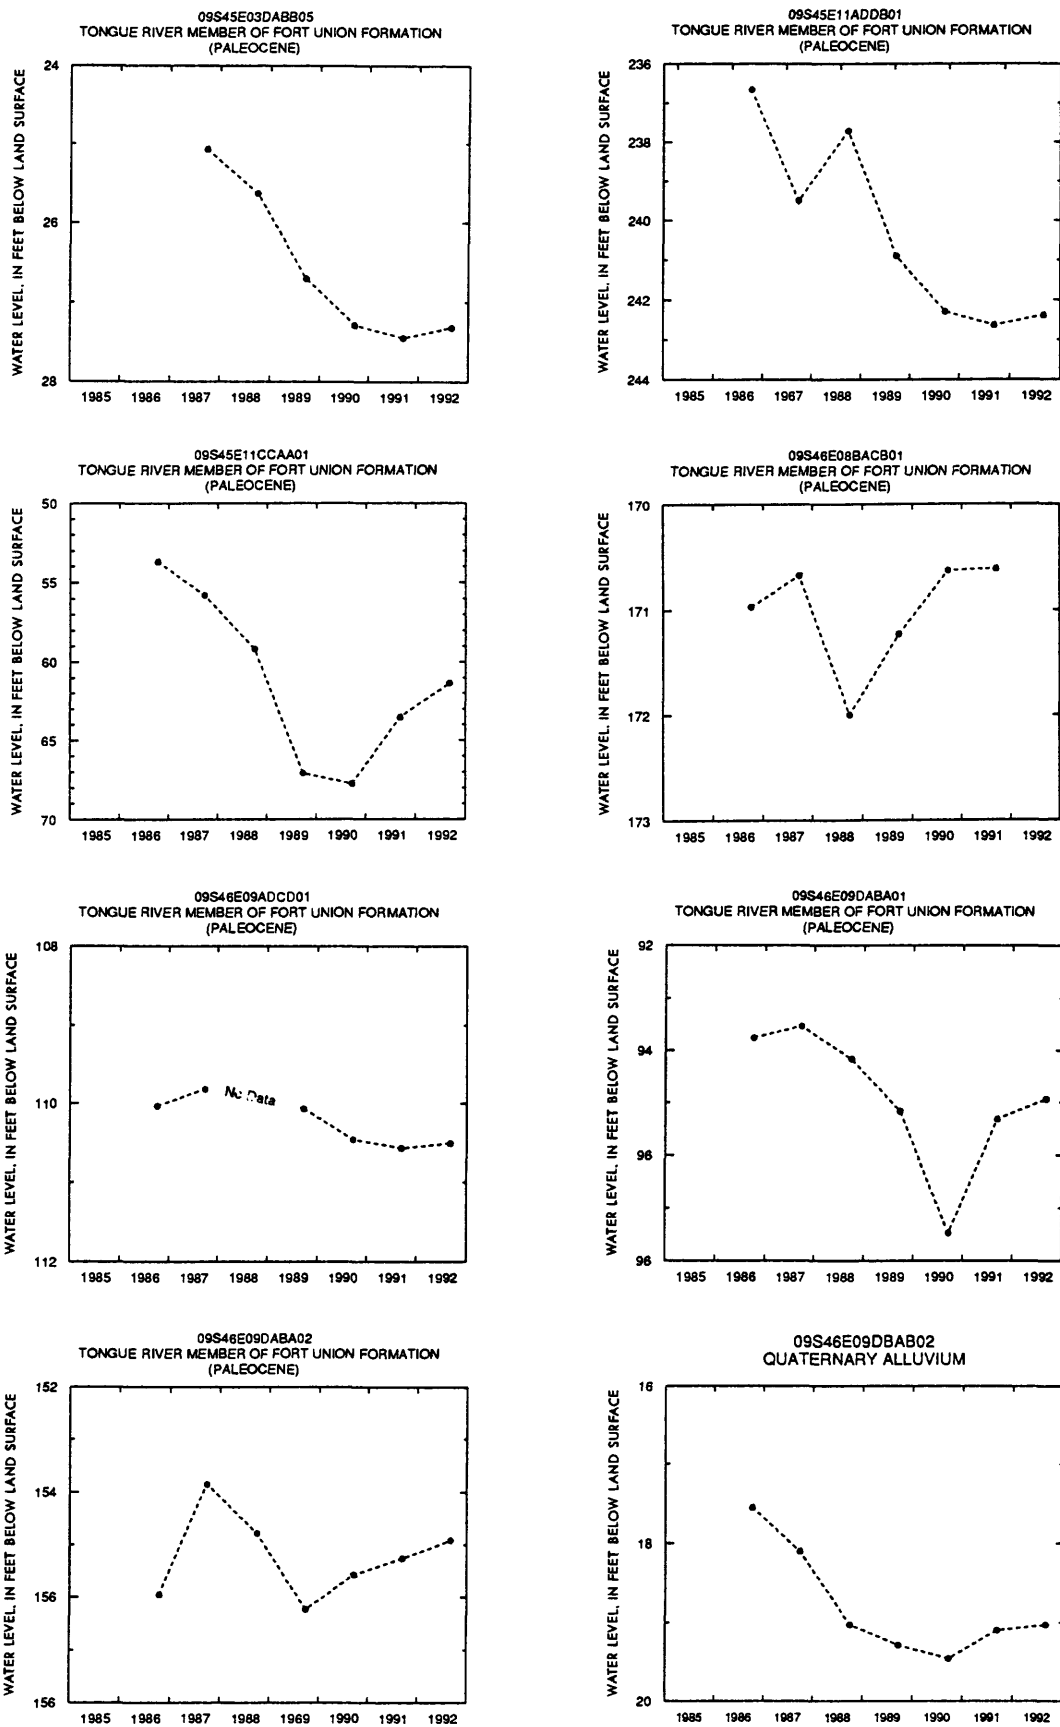 09S45E03DABB05
TONGUE RIVER MEMBER OF FORT UNION FORMATION
(PALEOCENE)
WATER LEVEL, IN FEET BELOW LAND SURFACE
24
26
28
1985 1986 1987 1988 1989 1990 1991 1992
09S45E11ADDB01
TONGUE RIVER MEMBER OF FORT UNION FORMATION
(PALEOCENE)
WATER LEVEL, IN FEET BELOW LAND SURFACE
236
238
240
242
244
1985 1986 1967 1988 1989 1990 1991 1992
09S45E11CCAA01
TONGUE RIVER MEMBER OF FORT UNION FORMATION
(PALEOCENE)
WATER LEVEL, IN FEET BELOW LAND SURFACE
50
55
60
65
70
1985 1986 1987 1988 1989 1990 1991 1992
09S46E08BACB01
TONGUE RIVER MEMBER OF FORT UNION FORMATION
(PALEOCENE)
WATER LEVEL, IN FEET BELOW LAND SURFACE
170
171
172
173
1985 1986 1987 1988 1989 1990 1991 1992
09S46E09ADCD01
TONGUE RIVER MEMBER OF FORT UNION FORMATION
(PALEOCENE)
WATER LEVEL, IN FEET BELOW LAND SURFACE
108
110
112
No Data
1985 1986 1987 1988 1989 1990 1991 1992
09S46E09DABA01
TONGUE RIVER MEMBER OF FORT UNION FORMATION
(PALEOCENE)
WATER LEVEL, IN FEET BELOW LAND SURFACE
92
94
96
96
1985 1986 1987 1988 1989 1990 1991 1992
09S46E09DABA02
TONGUE RIVER MEMBER OF FORT UNION FORMATION
(PALEOCENE)
WATER LEVEL, IN FEET BELOW LAND SURFACE
152
154
156
156
1985 1986 1987 1988 1969 1990 1991 1992
09S46E09DBAB02
QUATERNARY ALLUVIUM
WATER LEVEL, IN FEET BELOW LAND SURFACE
16
18
20
1985 1986 1987 1988 1989 1990 1991 1992